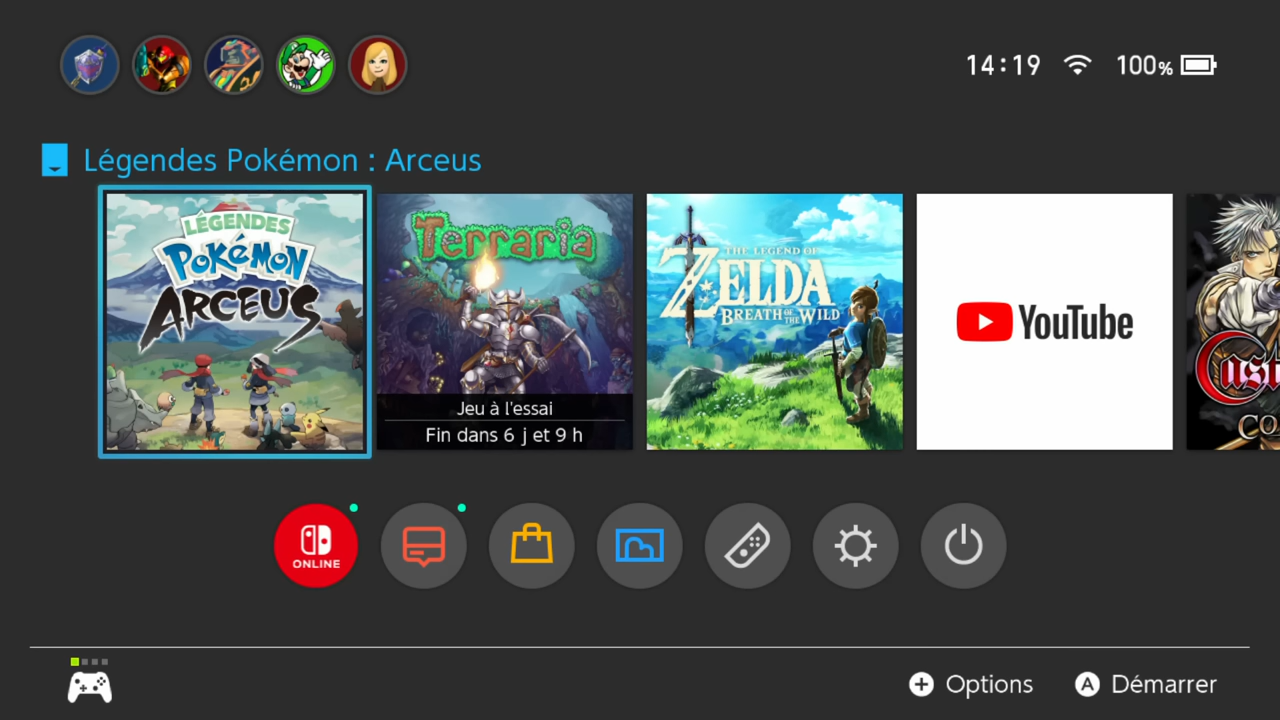 14:19 100%
Légendes Pokémon : Arceus
LÉGENDES
POKéMON
ARCEUS
Terraria
Jeu à l'essai
Fin dans 6 j et 9 h
THE LEGEND OF
ZELDA
BREATH OF THE WILD
YouTube
ONLINE
Options
A Démarrer